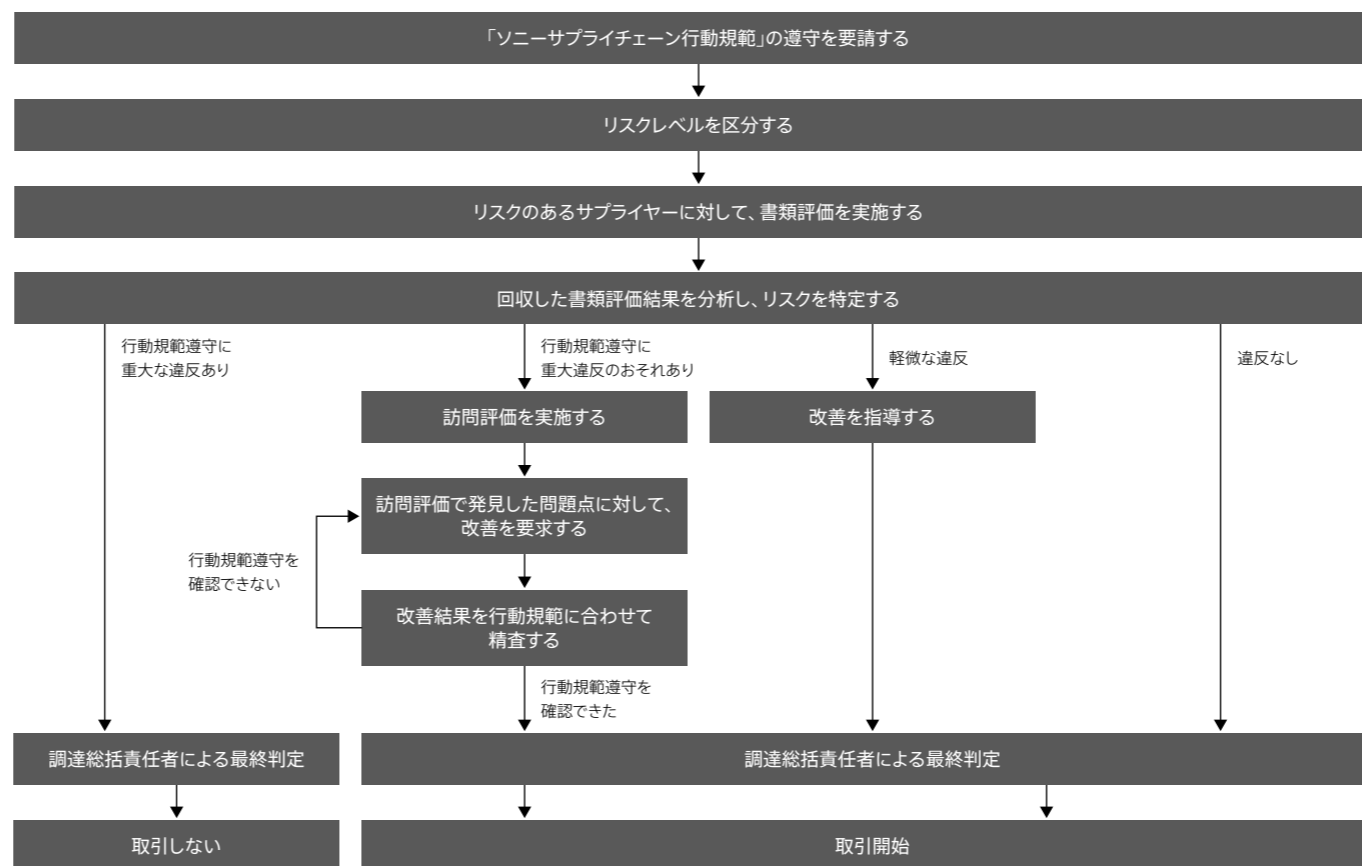 「ソニーサプライチェーン行動規範」の遵守を要請する
リスクレベルを区分する
リスクのあるサプライヤーに対して、書類評価を実施する
回収した書類評価結果を分析し、リスクを特定する
行動規範遵守に
重大な違反あり
行動規範遵守に
重大違反のおそれあり
軽微な違反
違反なし
訪問評価を実施する
改善を指導する
訪問評価で発見した問題点に対して、
改善を要求する
行動規範遵守を
確認できない
改善結果を行動規範に合わせて
精査する
行動規範遵守を
確認できた
調達総括責任者による最終判定
調達総括責任者による最終判定
取引しない
取引開始